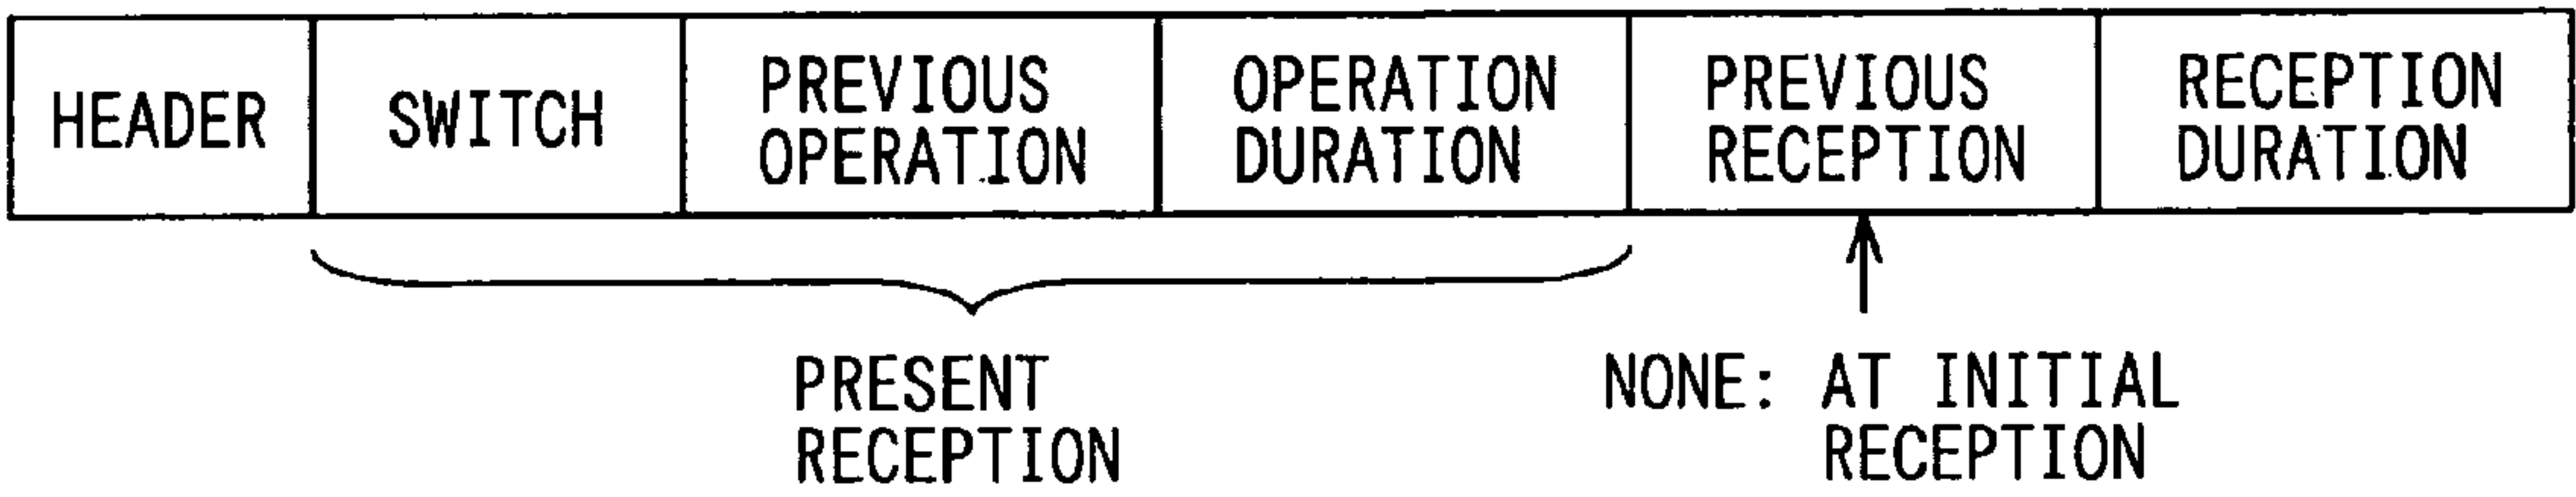 HEADER
SWITCH
PREVIOUS
OPERATION
OPERATION
DURATION
PREVIOUS
RECEPTION
RECEPTION
DURATION
PRESENT
RECEPTION
NONE: AT INITIAL
RECEPTION